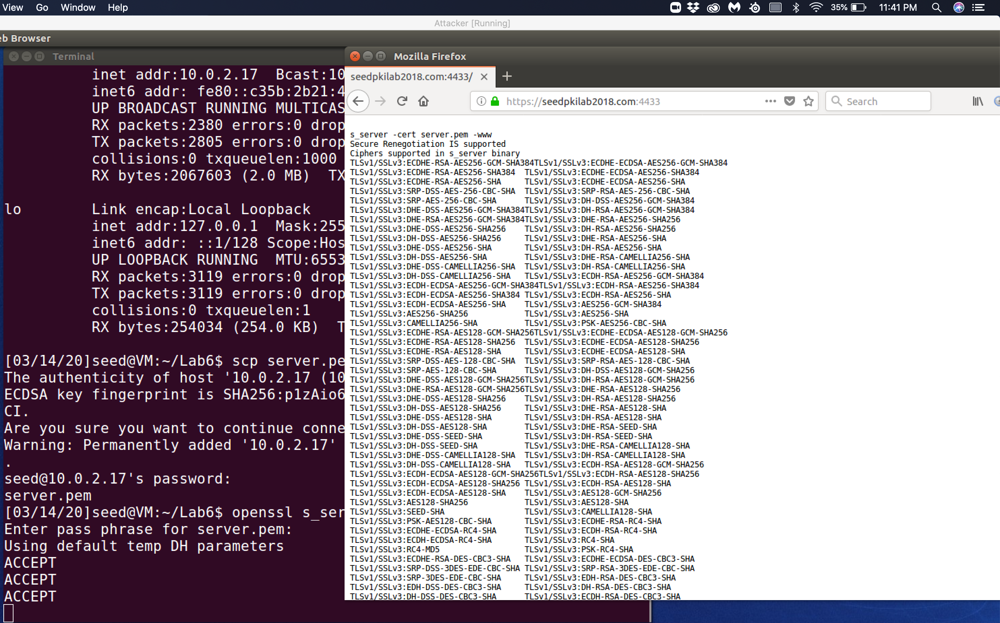 View Go Window Help 35% 11:41 PM
Attacker [Running]
eb Browser
Terminal
inet addr:10.0.2.17 Bcast:10
inet6 addr: fe80::c35b:2b21:4
UP BROADCAST RUNNING MULTICAS
RX packets:2380 errors:0 drop
TX packets:2805 errors:0 drop
collisions:0 txqueuelen:1000
RX bytes:2067603 (2.0 MB) TX
lo Link encap:Local Loopback
inet addr:127.0.0.1 Mask:255
inet6 addr: ::1/128 Scope:Hos
UP LOOPBACK RUNNING MTU:6553
RX packets:3119 errors:0 drop
TX packets:3119 errors:0 drop
collisions:0 txqueuelen:1
RX bytes:254034 (254.0 KB) T
[03/14/20]seed@VM:~/Lab6$ scp server.pe
The authenticity of host '10.0.2.17 (10
ECDSA key fingerprint is SHA256:p1zAio6
CI.
Are you sure you want to continue conne
Warning: Permanently added '10.0.2.17'
.
seed@10.0.2.17's password:
server.pem
[03/14/20]seed@VM:~/Lab6$ openssl s_ser
Enter pass phrase for server.pem:
Using default temp DH parameters
ACCEPT
ACCEPT
ACCEPT
Mozilla Firefox
seedpkilab2018.com:4433/
https://seedpkilab2018.com:4433 Search
s_server -cert server.pem -www
Secure Renegotiation IS supported
Ciphers supported in s_server binary
TLSv1/SSLv3:ECDHE-RSA-AES256-GCM-SHA384TLSv1/SSLv3:ECDHE-ECDSA-AES256-GCM-SHA384
TLSv1/SSLv3:ECDHE-RSA-AES256-SHA384 TLSv1/SSLv3:ECDHE-ECDSA-AES256-SHA384
TLSv1/SSLv3:ECDHE-RSA-AES256-SHA TLSv1/SSLv3:ECDHE-ECDSA-AES256-SHA
TLSv1/SSLv3:SRP-DSS-AES-256-CBC-SHA TLSv1/SSLv3:SRP-RSA-AES-256-CBC-SHA
TLSv1/SSLv3:SRP-AES-256-CBC-SHA TLSv1/SSLv3:DH-DSS-AES256-GCM-SHA384
TLSv1/SSLv3:DHE-DSS-AES256-GCM-SHA384TLSv1/SSLv3:DH-RSA-AES256-GCM-SHA384
TLSv1/SSLv3:DHE-RSA-AES256-GCM-SHA384TLSv1/SSLv3:DHE-RSA-AES256-SHA256
TLSv1/SSLv3:DHE-DSS-AES256-SHA256 TLSv1/SSLv3:DH-RSA-AES256-SHA256
TLSv1/SSLv3:DH-DSS-AES256-SHA256 TLSv1/SSLv3:DHE-RSA-AES256-SHA
TLSv1/SSLv3:DHE-DSS-AES256-SHA TLSv1/SSLv3:DH-RSA-AES256-SHA
TLSv1/SSLv3:DH-DSS-AES256-SHA TLSv1/SSLv3:DHE-RSA-CAMELLIA256-SHA
TLSv1/SSLv3:DHE-DSS-CAMELLIA256-SHA TLSv1/SSLv3:DH-RSA-CAMELLIA256-SHA
TLSv1/SSLv3:DH-DSS-CAMELLIA256-SHA TLSv1/SSLv3:ECDH-RSA-AES256-GCM-SHA384
TLSv1/SSLv3:ECDH-ECDSA-AES256-GCM-SHA384TLSv1/SSLv3:ECDH-RSA-AES256-SHA384
TLSv1/SSLv3:ECDH-ECDSA-AES256-SHA384 TLSv1/SSLv3:ECDH-RSA-AES256-SHA
TLSv1/SSLv3:ECDH-ECDSA-AES256-SHA TLSv1/SSLv3:AES256-GCM-SHA384
TLSv1/SSLv3:AES256-SHA256 TLSv1/SSLv3:AES256-SHA
TLSv1/SSLv3:CAMELLIA256-SHA TLSv1/SSLv3:PSK-AES256-CBC-SHA
TLSv1/SSLv3:ECDHE-RSA-AES128-GCM-SHA256TLSv1/SSLv3:ECDHE-ECDSA-AES128-GCM-SHA256
TLSv1/SSLv3:ECDHE-RSA-AES128-SHA256 TLSv1/SSLv3:ECDHE-ECDSA-AES128-SHA256
TLSv1/SSLv3:ECDHE-RSA-AES128-SHA TLSv1/SSLv3:ECDHE-ECDSA-AES128-SHA
TLSv1/SSLv3:SRP-DSS-AES-128-CBC-SHA TLSv1/SSLv3:SRP-RSA-AES-128-CBC-SHA
TLSv1/SSLv3:SRP-AES-128-CBC-SHA TLSv1/SSLv3:DH-DSS-AES128-GCM-SHA256
TLSv1/SSLv3:DHE-DSS-AES128-GCM-SHA256TLSv1/SSLv3:DH-RSA-AES128-GCM-SHA256
TLSv1/SSLv3:DHE-RSA-AES128-GCM-SHA256TLSv1/SSLv3:DHE-RSA-AES128-SHA256
TLSv1/SSLv3:DHE-DSS-AES128-SHA256 TLSv1/SSLv3:DH-RSA-AES128-SHA256
TLSv1/SSLv3:DH-DSS-AES128-SHA256 TLSv1/SSLv3:DHE-RSA-AES128-SHA
TLSv1/SSLv3:DHE-DSS-AES128-SHA TLSv1/SSLv3:DH-RSA-AES128-SHA
TLSv1/SSLv3:DH-DSS-AES128-SHA TLSv1/SSLv3:DHE-RSA-SEED-SHA
TLSv1/SSLv3:DHE-DSS-SEED-SHA TLSv1/SSLv3:DH-RSA-SEED-SHA
TLSv1/SSLv3:DH-DSS-SEED-SHA TLSv1/SSLv3:DHE-RSA-CAMELLIA128-SHA
TLSv1/SSLv3:DHE-DSS-CAMELLIA128-SHA TLSv1/SSLv3:DH-RSA-CAMELLIA128-SHA
TLSv1/SSLv3:DH-DSS-CAMELLIA128-SHA TLSv1/SSLv3:ECDH-RSA-AES128-GCM-SHA256
TLSv1/SSLv3:ECDH-ECDSA-AES128-GCM-SHA256TLSv1/SSLv3:ECDH-RSA-AES128-SHA256
TLSv1/SSLv3:ECDH-ECDSA-AES128-SHA256 TLSv1/SSLv3:ECDH-RSA-AES128-SHA
TLSv1/SSLv3:ECDH-ECDSA-AES128-SHA TLSv1/SSLv3:AES128-GCM-SHA256
TLSv1/SSLv3:AES128-SHA256 TLSv1/SSLv3:AES128-SHA
TLSv1/SSLv3:SEED-SHA TLSv1/SSLv3:CAMELLIA128-SHA
TLSv1/SSLv3:PSK-AES128-CBC-SHA TLSv1/SSLv3:ECDHE-RSA-RC4-SHA
TLSv1/SSLv3:ECDHE-ECDSA-RC4-SHA TLSv1/SSLv3:ECDH-RSA-RC4-SHA
TLSv1/SSLv3:ECDH-ECDSA-RC4-SHA TLSv1/SSLv3:RC4-SHA
TLSv1/SSLv3:RC4-MD5 TLSv1/SSLv3:PSK-RC4-SHA
TLSv1/SSLv3:ECDHE-RSA-DES-CBC3-SHA TLSv1/SSLv3:ECDHE-ECDSA-DES-CBC3-SHA
TLSv1/SSLv3:SRP-DSS-3DES-EDE-CBC-SHA TLSv1/SSLv3:SRP-RSA-3DES-EDE-CBC-SHA
TLSv1/SSLv3:SRP-3DES-EDE-CBC-SHA TLSv1/SSLv3:EDH-RSA-DES-CBC3-SHA
TLSv1/SSLv3:EDH-DSS-DES-CBC3-SHA TLSv1/SSLv3:DH-RSA-DES-CBC3-SHA
TLSv1/SSLv3:DH-DSS-DES-CBC3-SHA TLSv1/SSLv3:ECDH-RSA-DES-CBC3-SHA